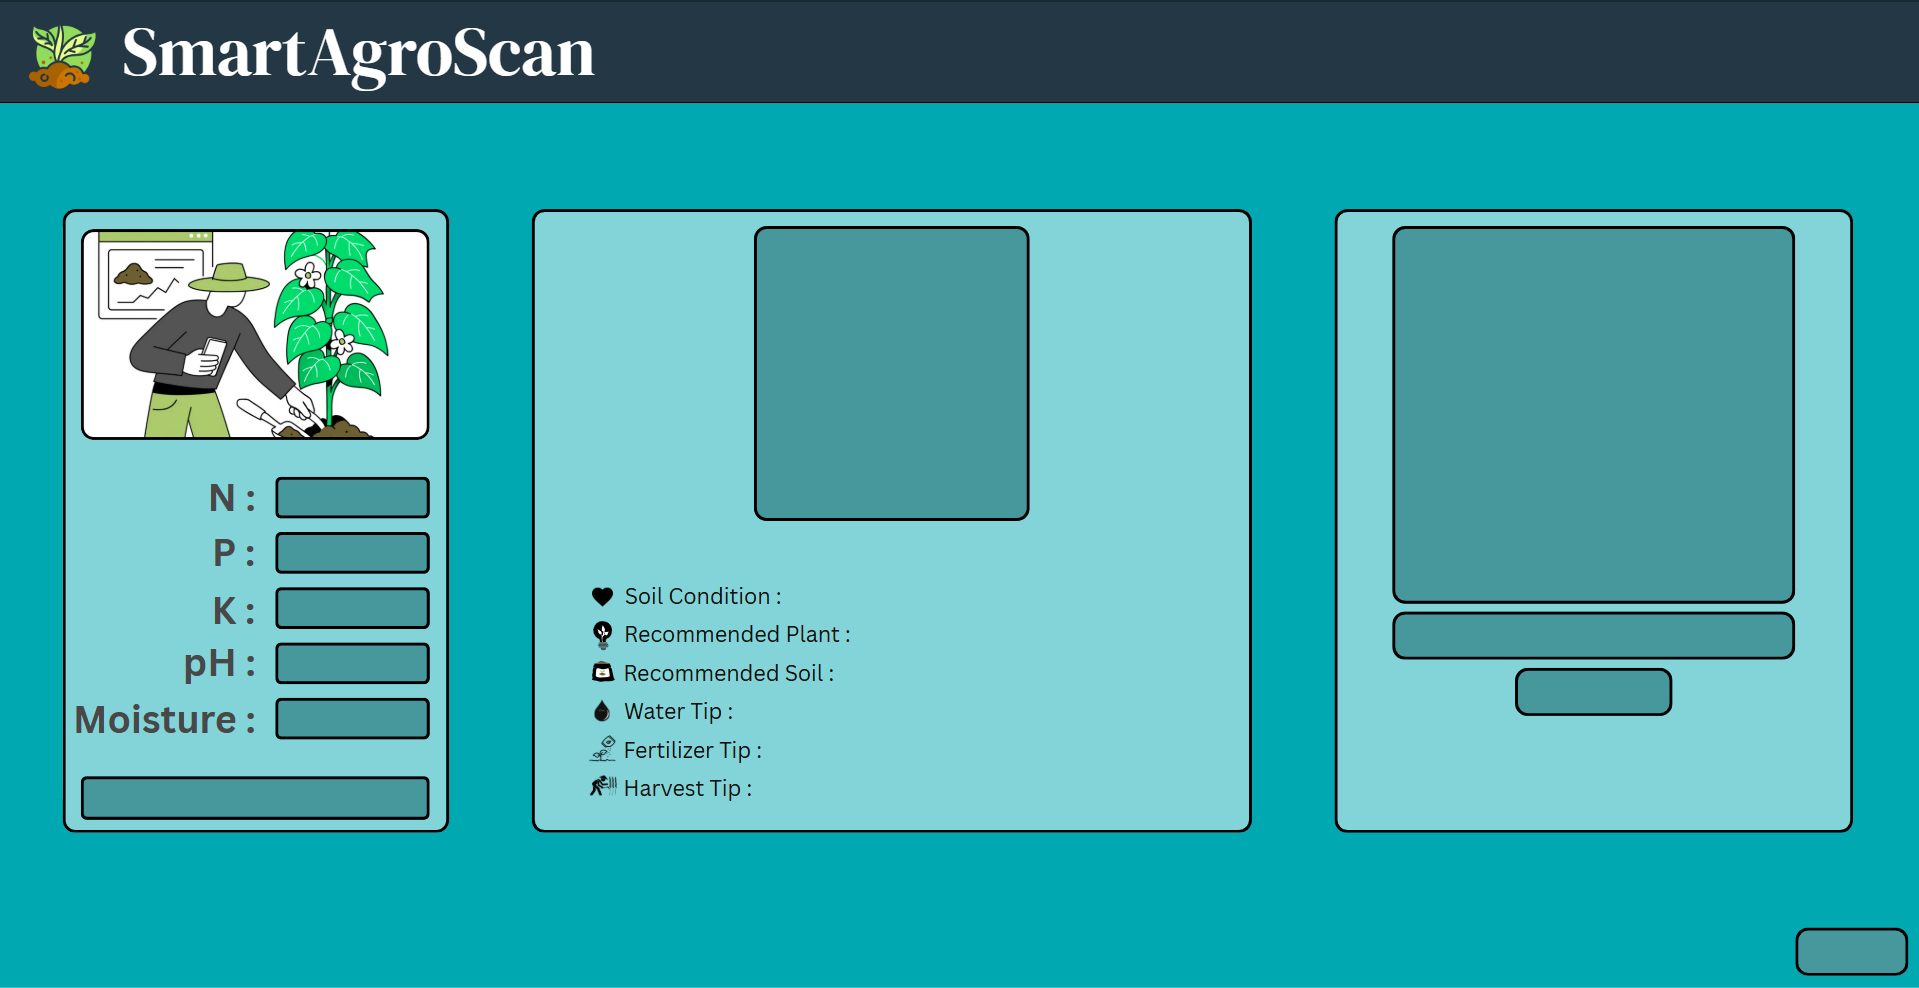 SmartAgroScan
N :
P :
K :
pH :
Moisture :
Soil Condition :
Recommended Plant :
Recommended Soil :
Water Tip :
Fertilizer Tip :
Harvest Tip :